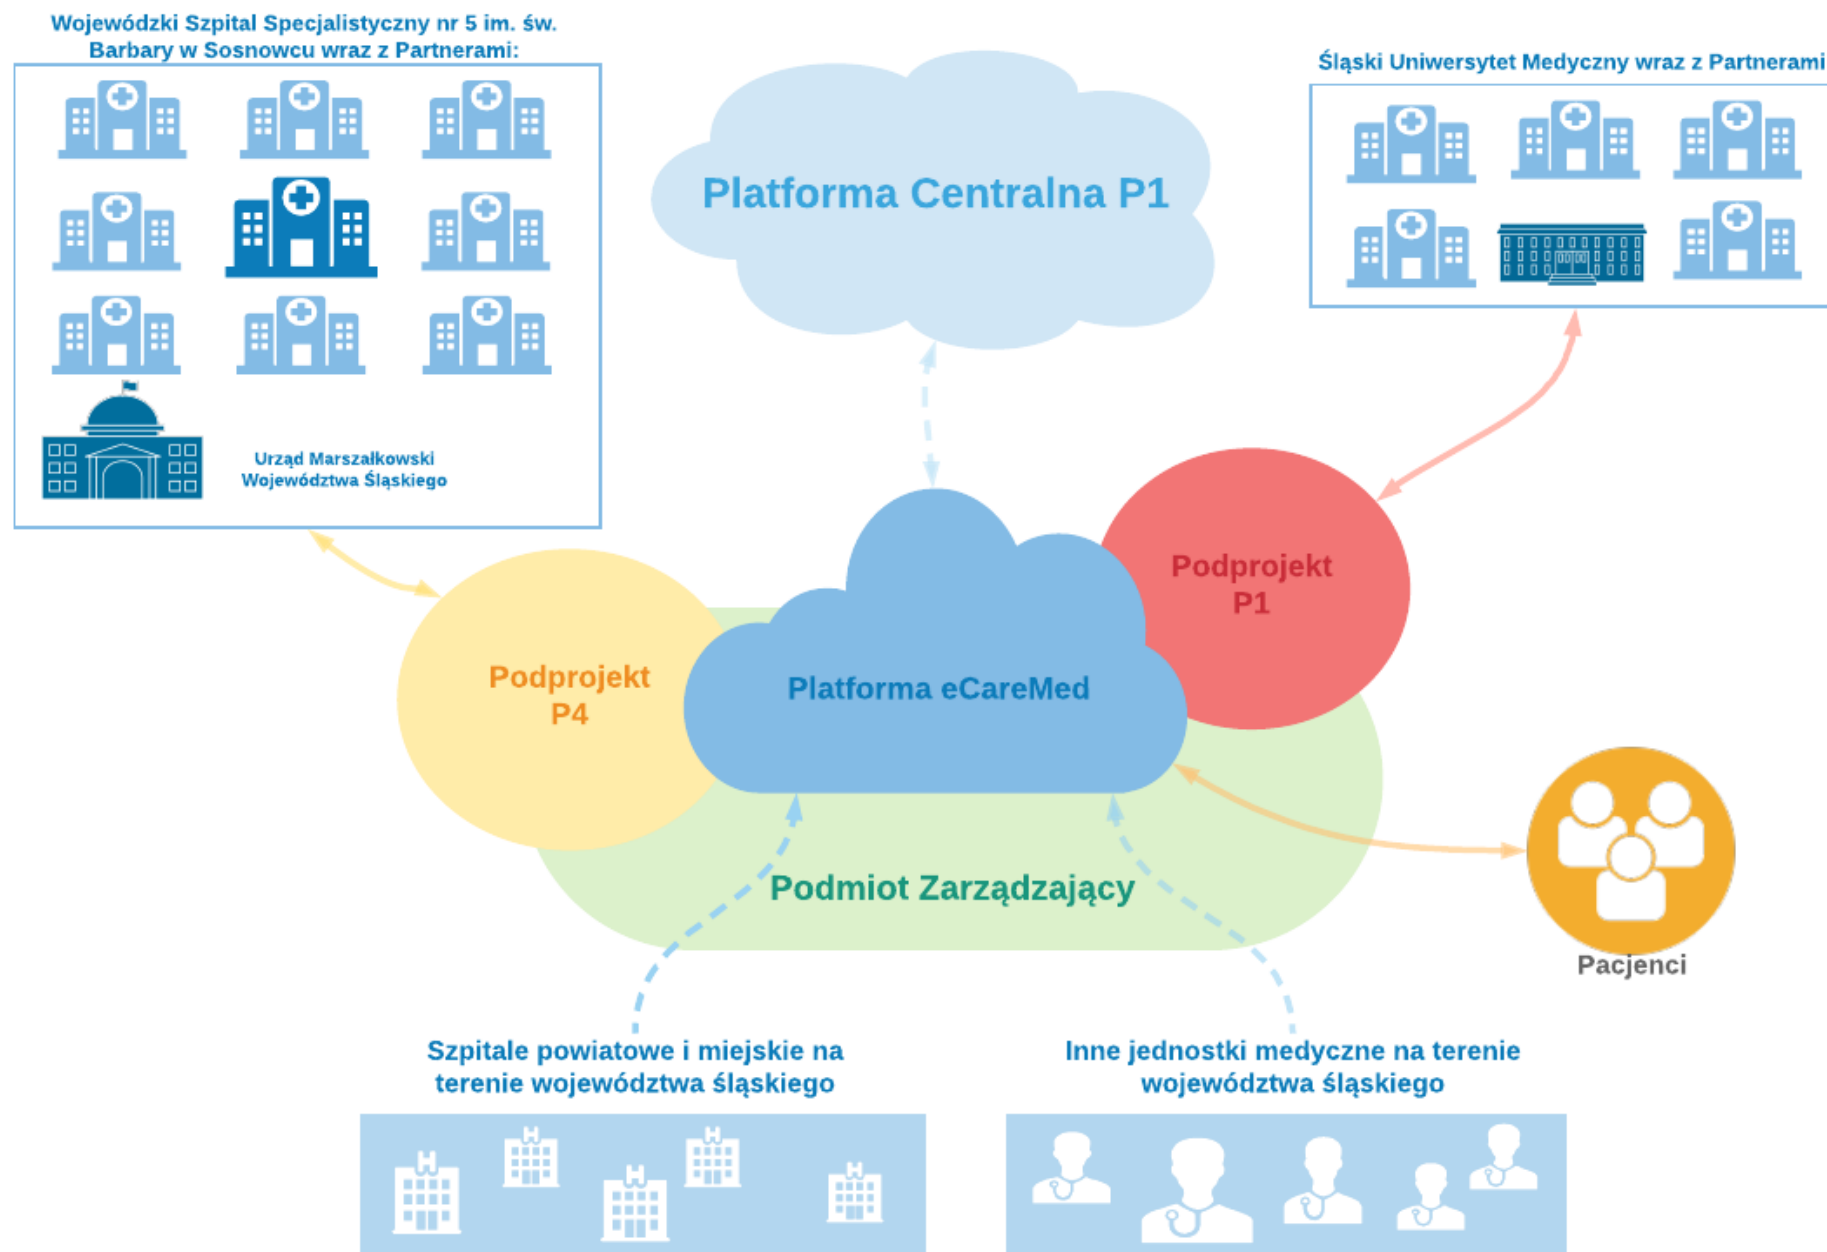 Wojewódzki Szpital Specjalistyczny nr 5 im. św.
Barbary w Sosnowcu wraz z Partnerami:
Śląski Uniwersytet Medyczny wraz z Partnerami
Platforma Centralna P1
Urząd Marszałkowski
Województwa Śląskiego
Podprojekt
P1
Podprojekt
P4
Platforma eCareMed
Podmiot Zarządzający
Pacjenci
Szpitale powiatowe i miejskie na
terenie województwa śląskiego
Inne jednostki medyczne na terenie
województwa śląskiego